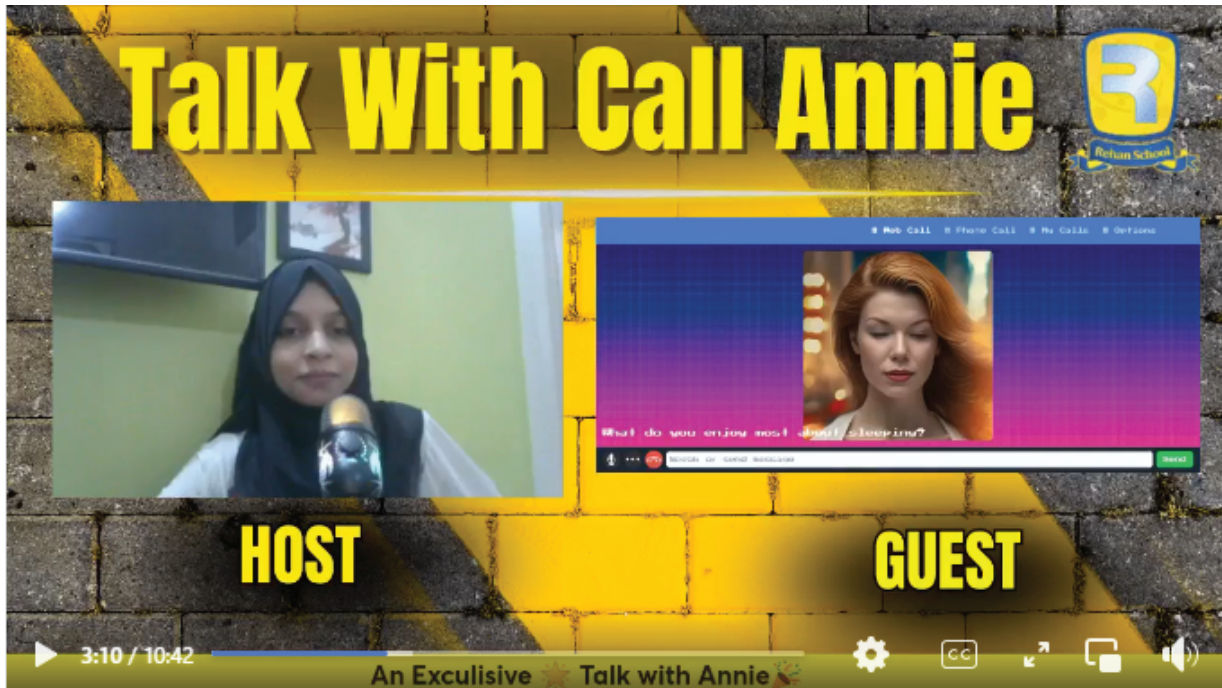 Talk With Call Annie
Rehan School
Web Call Phone Call My Calls Options
What do you enjoy most about sleeping?
Send
HOST
GUEST
3:10 / 10:42
CC
An Exculisive Talk with Annie